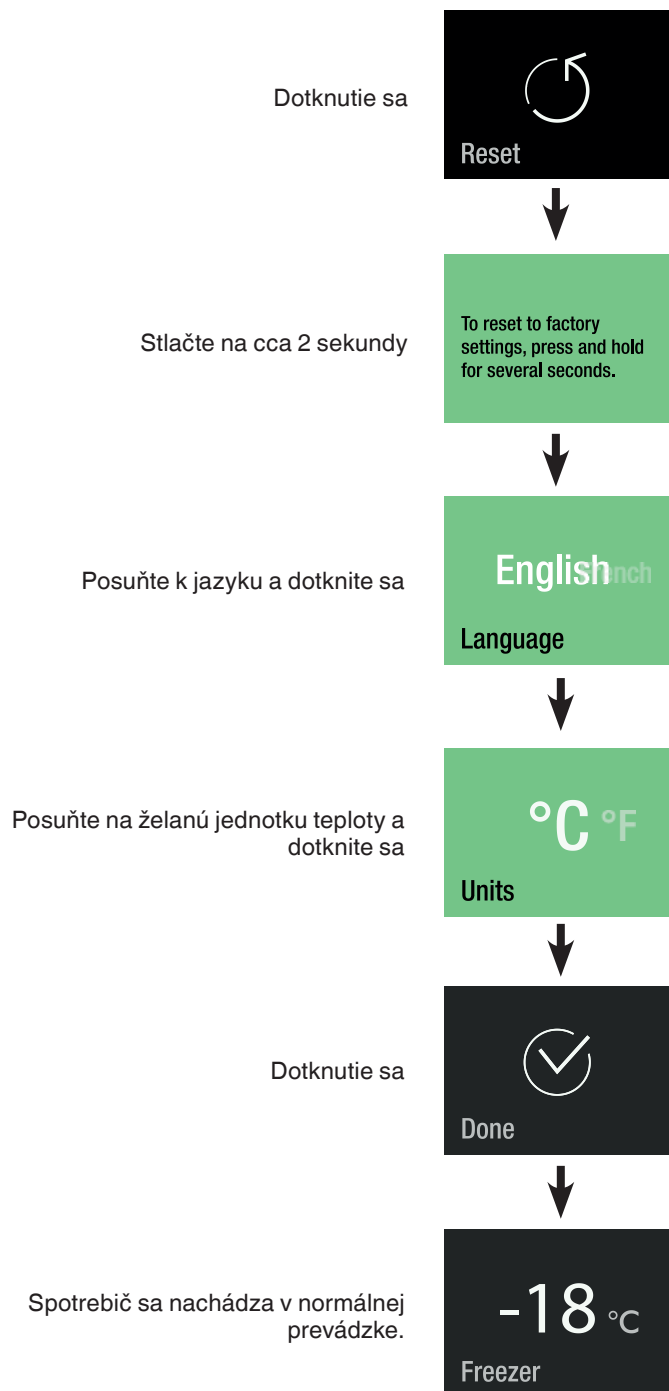 Dotknutie sa
Reset
Stlačte na cca 2 sekundy
To reset to factory
settings, press and hold
for several seconds.
Posuňte k jazyku a dotknite sa
English French
Language
Posuňte na želanú jednotku teploty a
dotknite sa
°C °F
Units
Dotknutie sa
Done
Spotrebič sa nachádza v normálnej
prevádzke.
-18 °C
Freezer